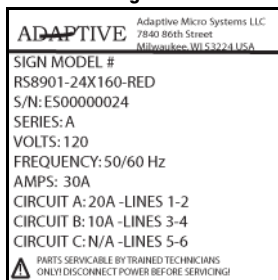 ADAPTIVE
Adaptive Micro Systems LLC
7840 86th Street
Milwaukee, WI 53224 USA
SIGN MODEL #
RS8901-24X160-RED
S/N: ES00000024
SERIES: A
VOLTS: 120
FREQUENCY: 50/60 Hz
AMPS: 30A
CIRCUIT A: 20A -LINES 1-2
CIRCUIT B: 10A -LINES 3-4
CIRCUIT C: N/A -LINES 5-6
PARTS SERVICABLE BY TRAINED TECHNICIANS
ONLY! DISCONNECT POWER BEFORE SERVICING!